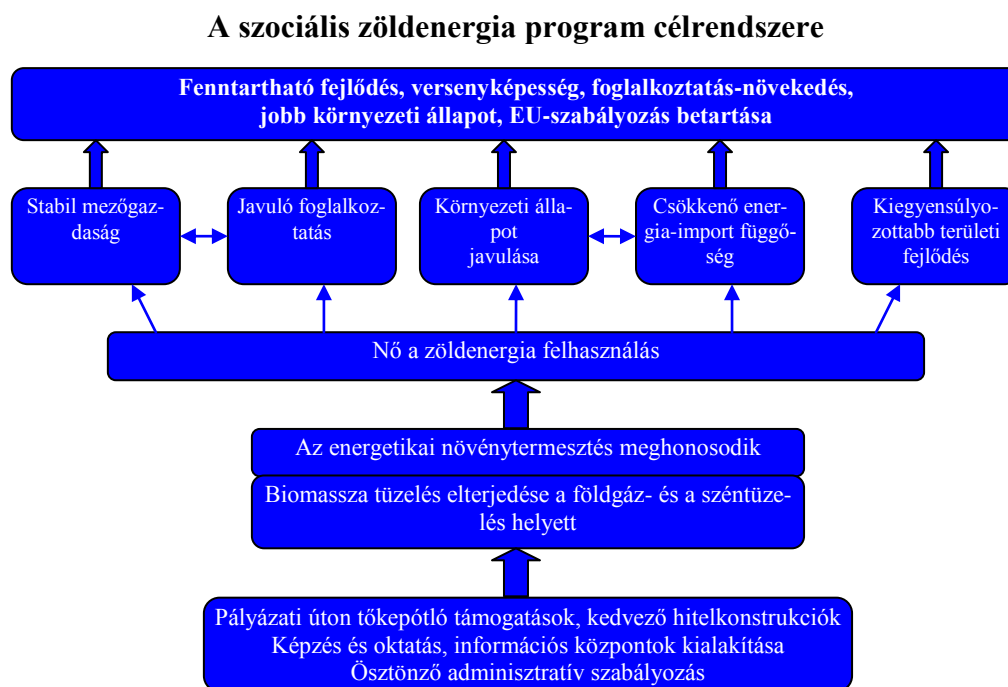 A szociális zöldenergia program célrendszere
Fenntartható fejlődés, versenyképesség, foglalkoztatás-növekedés,
jobb környezeti állapot, EU-szabályozás betartása
Stabil mezőgaz-
daság
Javuló foglalkoz-
tatás
Környezeti álla-
pot
javulása
Csökkenő ener-
gia-import függő-
ség
Kiegyensúlyo-
zottabb területi
fejlődés
Nő a zöldenergia felhasználás
Az energetikai növénytermesztés meghonosodik
Biomassza tüzelés elterjedése a földgáz- és a széntüze-
lés helyett
Pályázati úton tőkepótló támogatások, kedvező hitelkonstrukciók
Képzés és oktatás, információs központok kialakítása
Ösztönző adminisztratív szabályozás